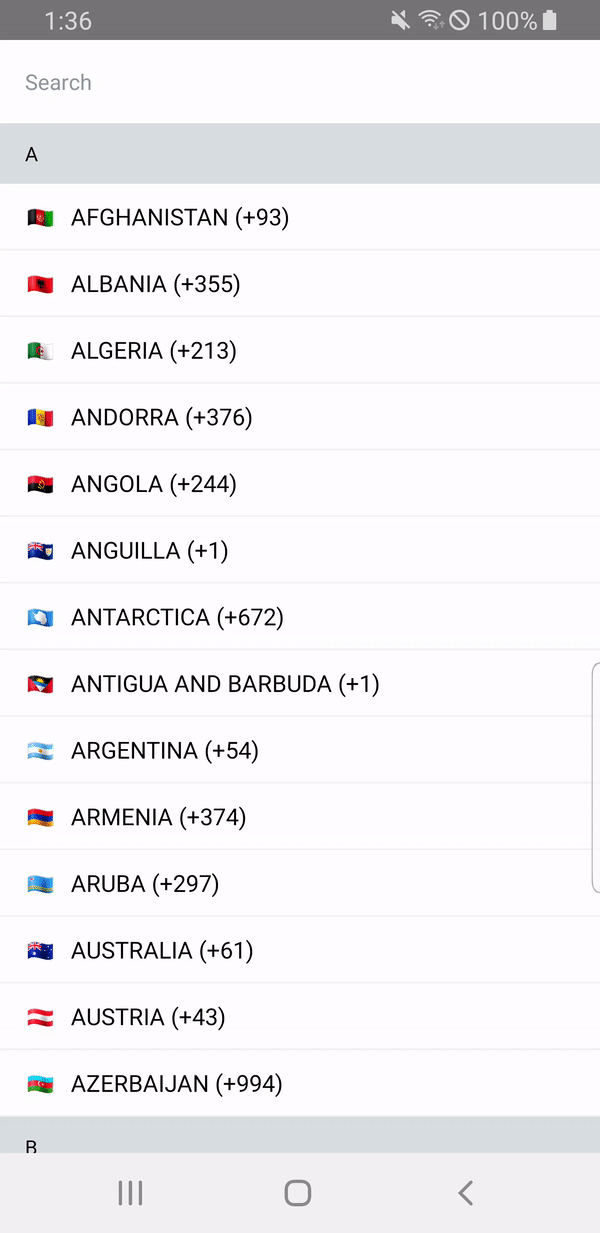 1:36
100%
Search
A
AFGHANISTAN (+93)
ALBANIA (+355)
ALGERIA (+213)
ANDORRA (+376)
ANGOLA (+244)
ANGUILLA (+1)
ANTARCTICA (+672)
ANTIGUA AND BARBUDA (+1)
ARGENTINA (+54)
ARMENIA (+374)
ARUBA (+297)
AUSTRALIA (+61)
AUSTRIA (+43)
AZERBAIJAN (+994)
B